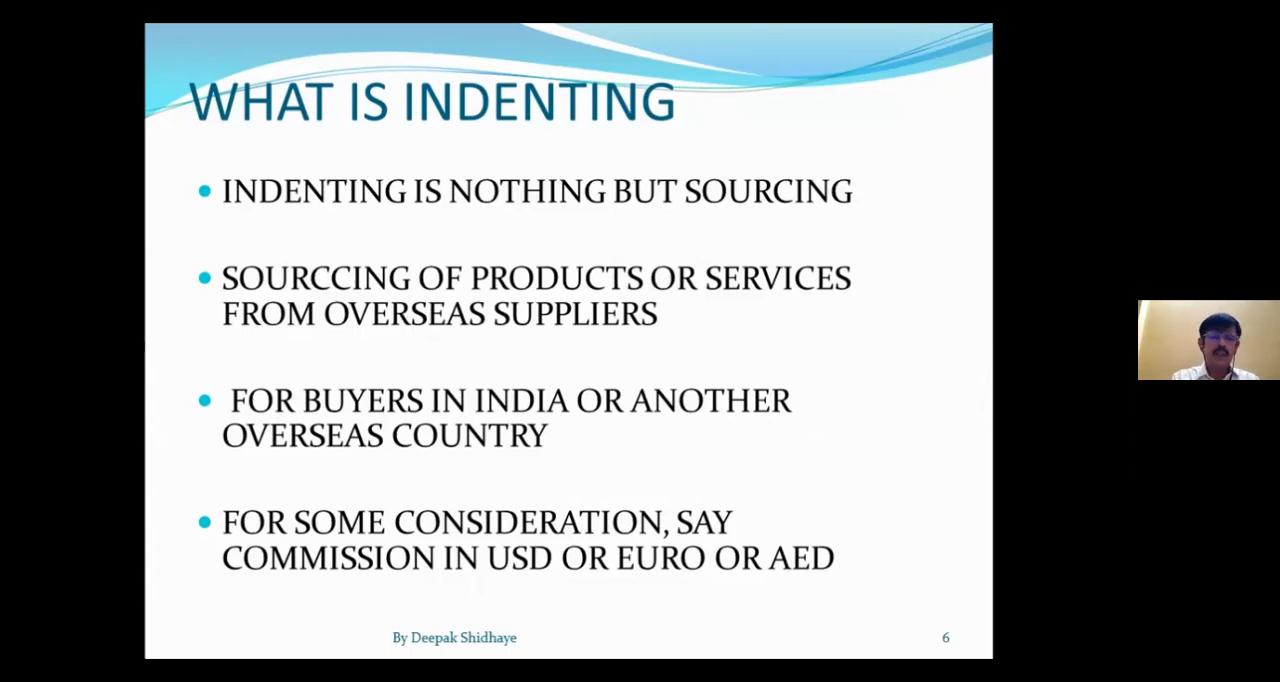 WHAT IS INDENTING
INDENTING IS NOTHING BUT SOURCING
SOURCCING OF PRODUCTS OR SERVICES
FROM OVERSEAS SUPPLIERS
FOR BUYERS IN INDIA OR ANOTHER
OVERSEAS COUNTRY
FOR SOME CONSIDERATION, SAY
COMMISSION IN USD OR EURO OR AED
By Deepak Shidhaye
6